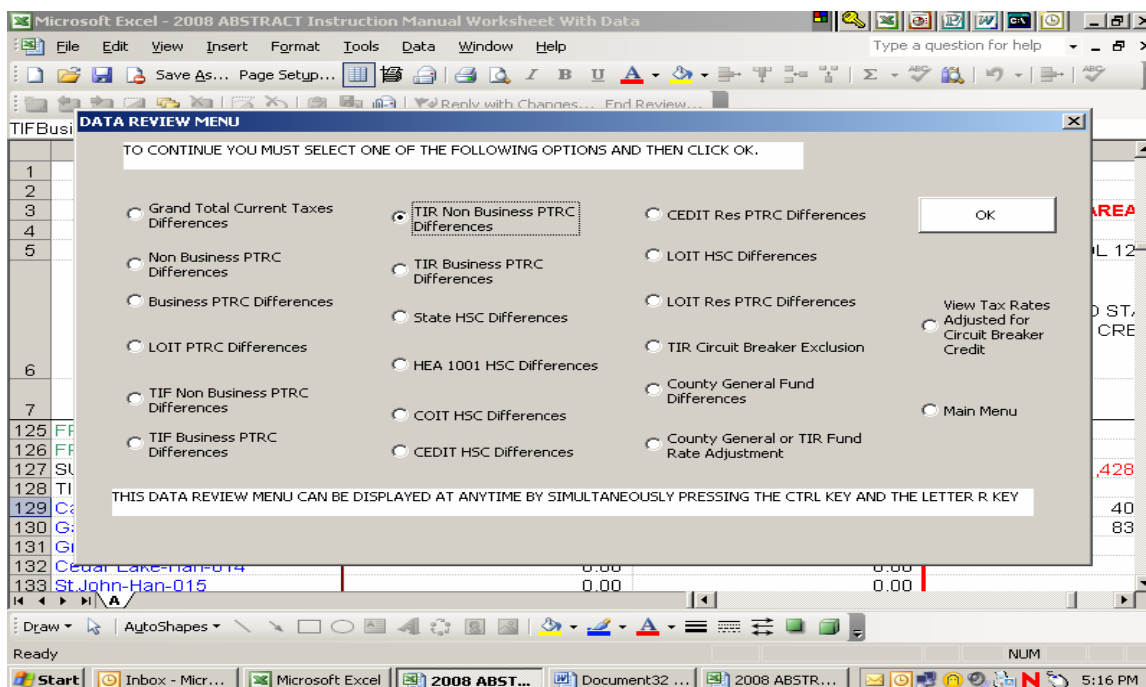 Microsoft Excel - 2008 ABSTRACT Instruction Manual Worksheet With Data
File Edit View Insert Format Tools Data Window Help Type a question for help
Save As... Page Setup...
Reply with Changes... End Review...
TIFBusi
DATA REVIEW MENU
TO CONTINUE YOU MUST SELECT ONE OF THE FOLLOWING OPTIONS AND THEN CLICK OK.
Grand Total Current Taxes
Differences
Non Business PTRC
Differences
Business PTRC Differences
LOIT PTRC Differences
TIF Non Business PTRC
Differences
TIF Business PTRC
Differences
TIR Non Business PTRC
Differences
TIR Business PTRC
Differences
State HSC Differences
HEA 1001 HSC Differences
COIT HSC Differences
CEDIT HSC Differences
CEDIT Res PTRC Differences
LOIT HSC Differences
LOIT Res PTRC Differences
TIR Circuit Breaker Exclusion
County General Fund
Differences
County General or TIR Fund
Rate Adjustment
OK
View Tax Rates
Adjusted for
Circuit Breaker
Credit
Main Menu
THIS DATA REVIEW MENU CAN BE DISPLAYED AT ANYTIME BY SIMULTANEOUSLY PRESSING THE CTRL KEY AND THE LETTER R KEY
1
2
3 AREA
4
5 L 12
ST
CRE
6
7
125
126
127 ,428
128
129 40
130 83
131
132 Cedar Lake-Han-014 0.00 0.00
133 St.John-Han-015 0.00 0.00
A
Draw AutoShapes
Ready NUM
Start Inbox - Micr... Microsoft Excel 2008 ABST... Document32 ... 2008 ABSTR... 5:16 PM